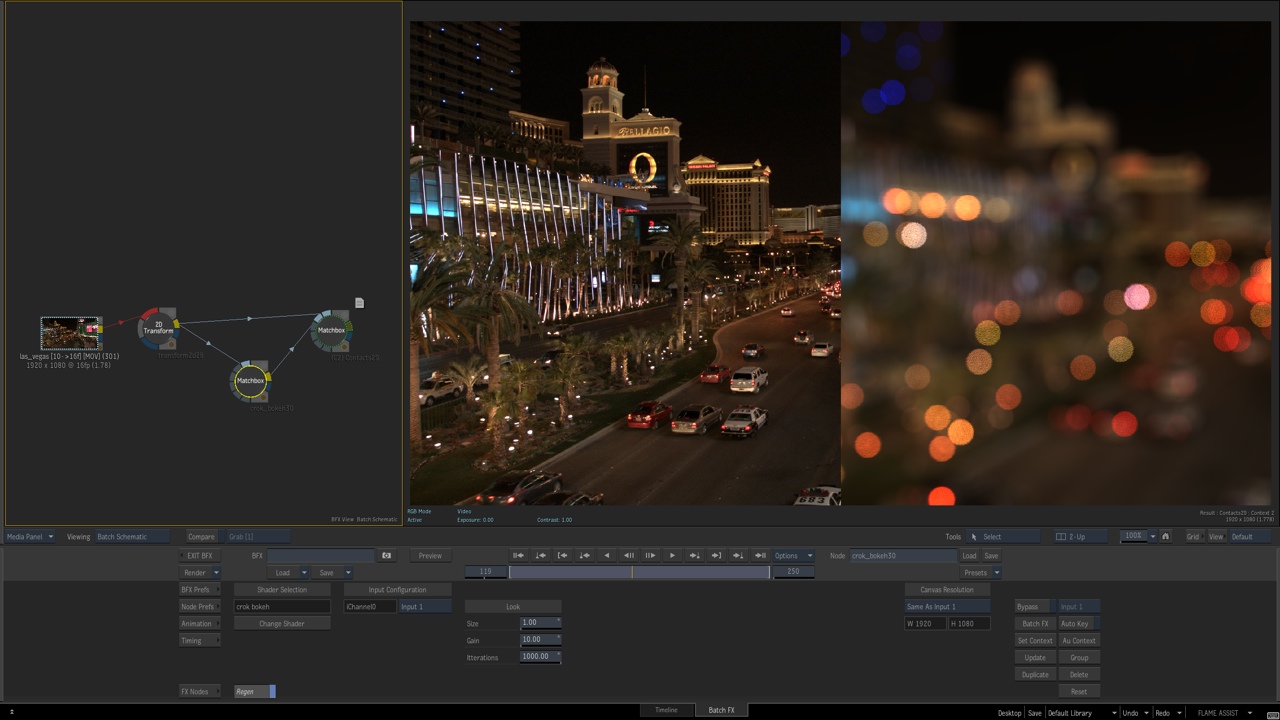 BELLAGIO
2D
Transform
transform2d29
Matchbox
Matchbox
las_vegas [10->16f] [MOV] (301)
1920 x 1080 @ 16fp (1.78)
crok_bokeh30
BFX View Batch Schematic
RGB Mode
Active
Video
Exposure: 0.00
Contrast: 1.00
Result : Contacts29 : Context 2
1920 x 1080 (1.778)
Media Panel
Viewing
Batch Schematic
Compare
Grab [1]
Tools
Select
2-Up
100%
Grid
View
Default
EXIT BFX
BFX
Preview
Options
Node
crok_bokeh30
Load
Save
Render
Load
Save
119
250
Presets
BFX Prefs
Shader Selection
Input Configuration
Canvas Resolution
Node Prefs
crok bokeh
iChannel0
Input 1
Look
Same As Input 1
Bypass
Input 1
Animation
Change Shader
Size
1.00
W 1920
H 1080
Batch FX
Auto Key
Timing
Gain
10.00
Set Context
Au Context
Itterations
1000.00
Update
Group
Duplicate
Delete
FX Nodes
Regen
Reset
Timeline
Batch FX
Desktop
Save
Default Library
Undo
Redo
FLAME ASSIST